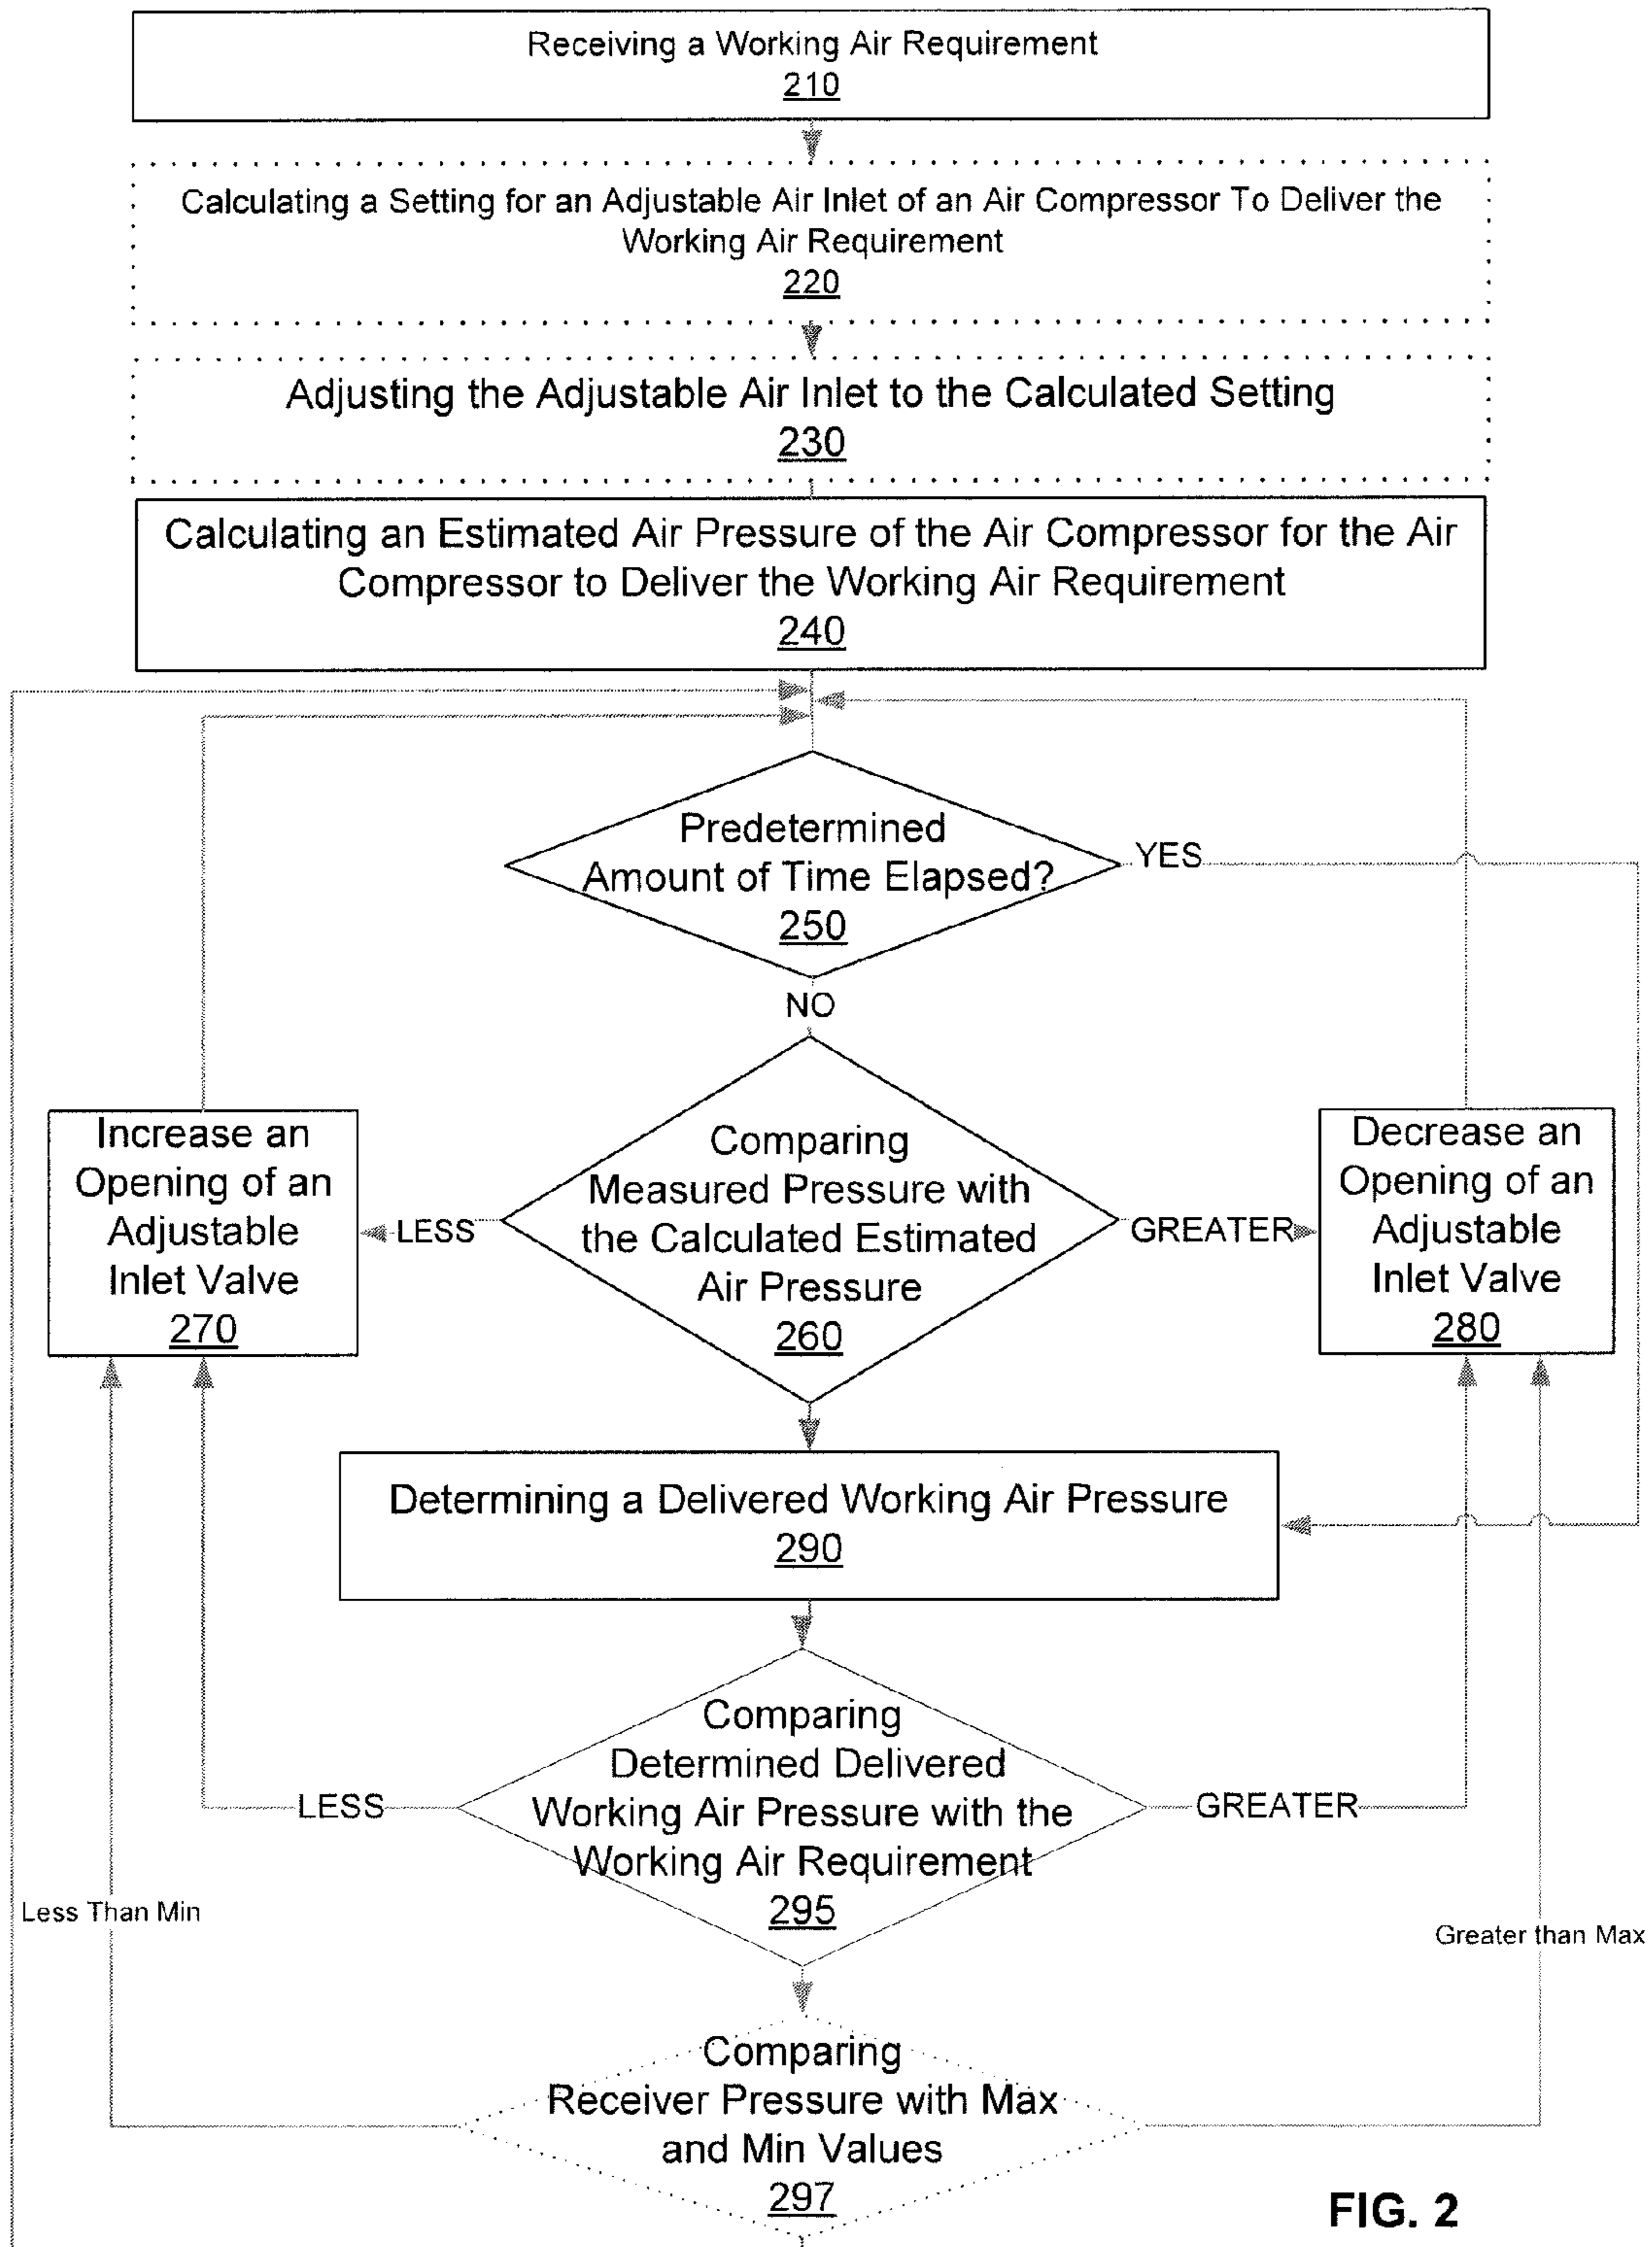 Receiving a Working Air Requirement
210
Calculating a Setting for an Adjustable Air Inlet of an Air Compressor To Deliver the
Working Air Requirement
220
Adjusting the Adjustable Air Inlet to the Calculated Setting
230
Calculating an Estimated Air Pressure of the Air Compressor for the Air
Compressor to Deliver the Working Air Requirement
240
Predetermined
Amount of Time Elapsed?
250
YES
NO
Increase an
Opening of an
Adjustable
Inlet Valve
270
LESS
Comparing
Measured Pressure with
the Calculated Estimated
Air Pressure
260
GREATER
Decrease an
Opening of an
Adjustable
Inlet Valve
280
Determining a Delivered Working Air Pressure
290
LESS
Comparing
Determined Delivered
Working Air Pressure with the
Working Air Requirement
295
GREATER
Less Than Min
Greater than Max
Comparing
Receiver Pressure with Max
and Min Values
297
FIG. 2